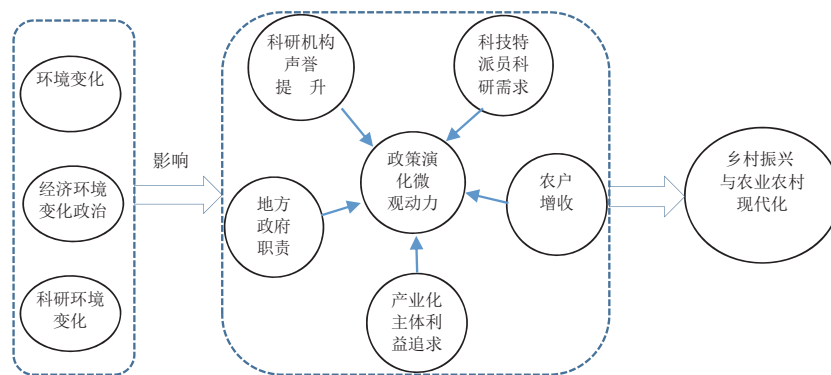 环境变化
经济环境
变化政治
科研环境
变化
影响
科研机构
声誉
提 升
科技特
派员科
研需求
政策演
化微
观动力
地方
政府
职责
农户
增收
产业化
主体利
益追求
乡村振兴
与农业农村
现代化